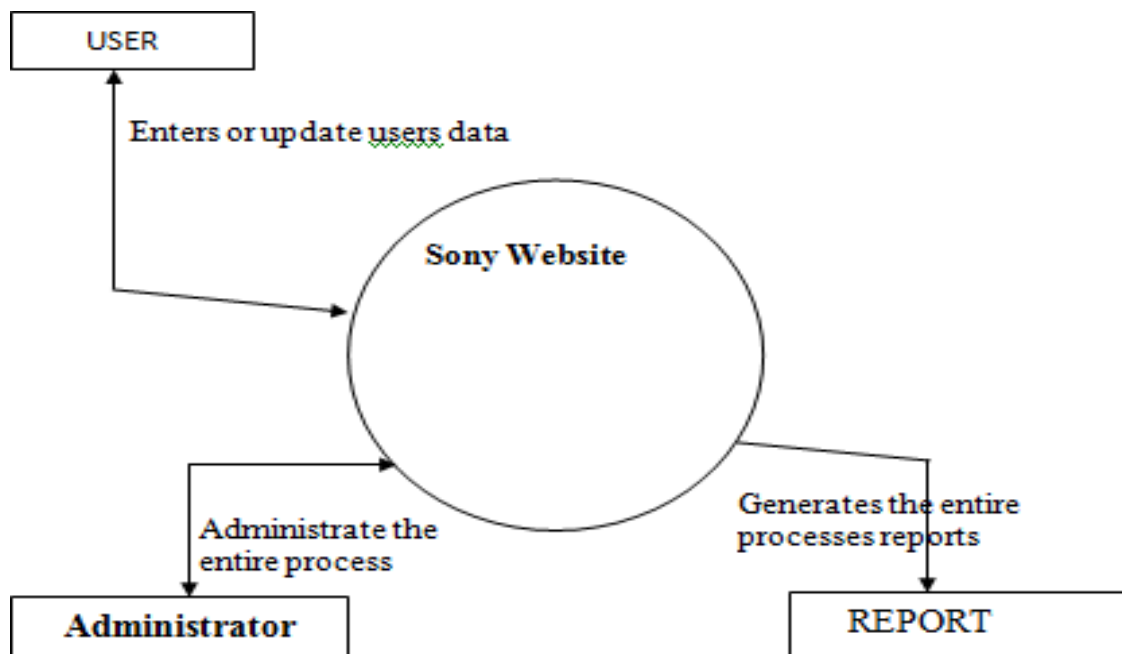 USER
Enters or update users data
Sony Website
Administrate the
entire process
Generates the entire
processes reports
Administrator
REPORT